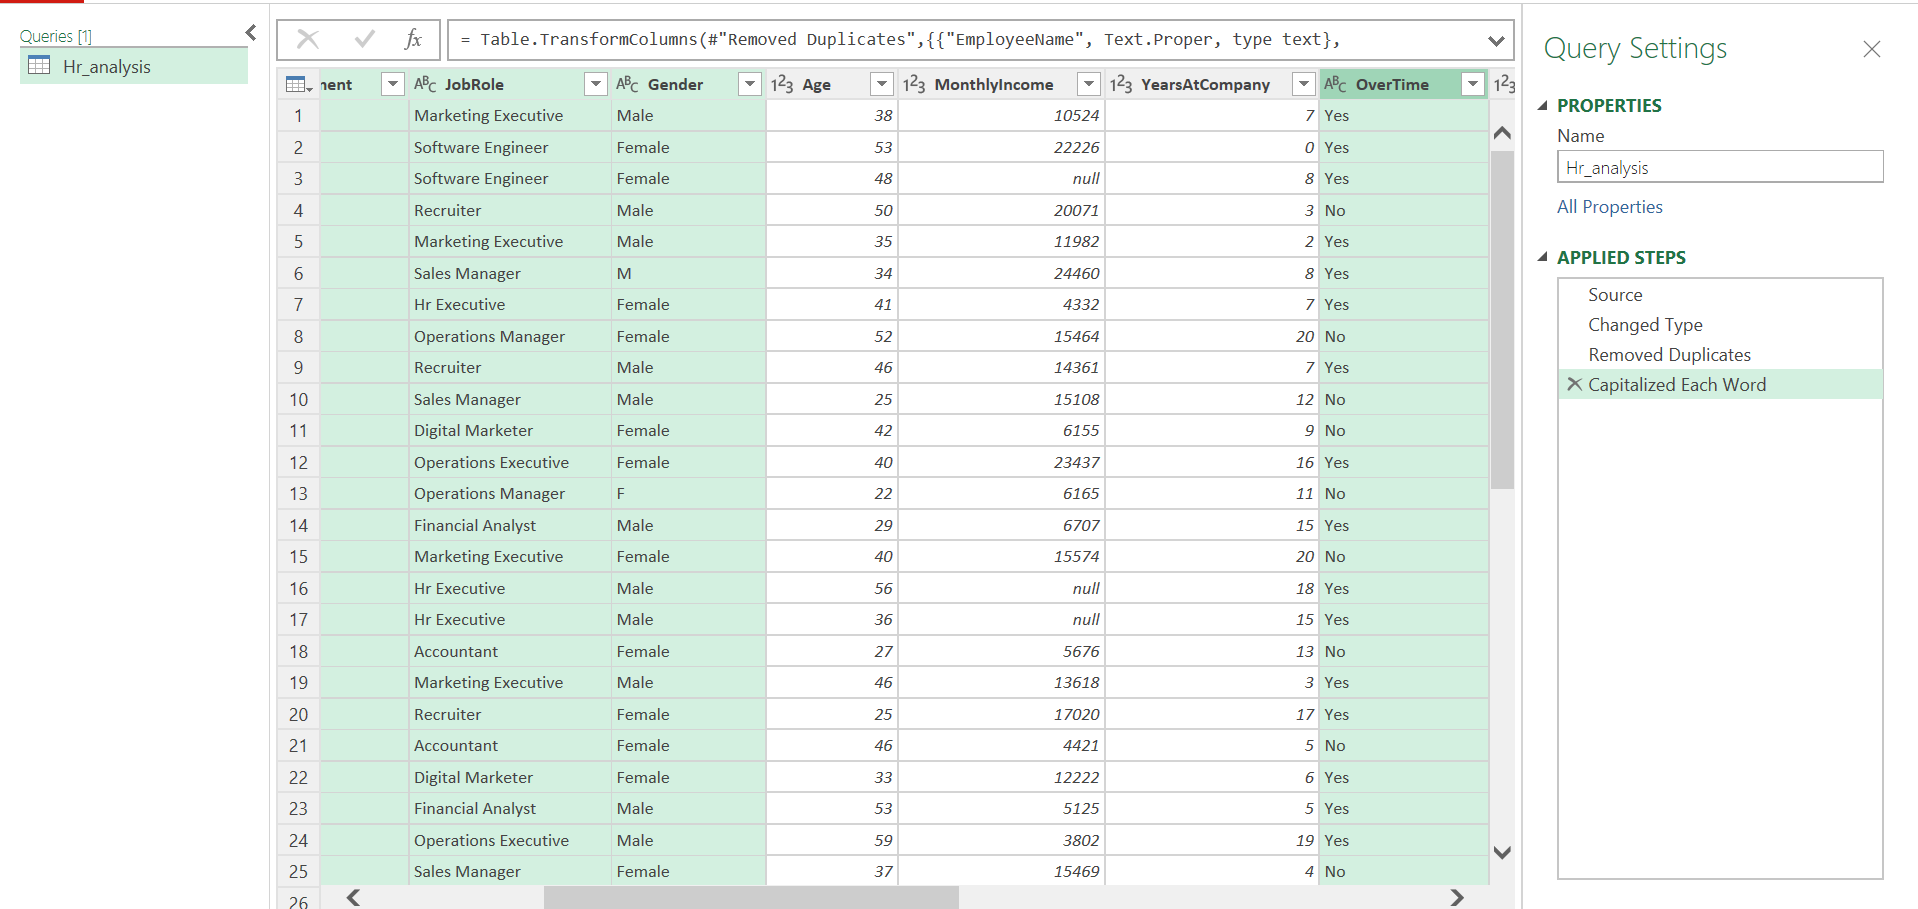 Queries [1]
Hr_analysis
fx
= Table.TransformColumns(#"Removed Duplicates",{{"EmployeeName", Text.Proper, type text},
nent ABC JobRole ABC Gender 123 Age 123 MonthlyIncome 123 YearsAtCompany ABC OverTime 123
1 Marketing Executive Male 38 10524 7 Yes
2 Software Engineer Female 53 22226 0 Yes
3 Software Engineer Female 48 null 8 Yes
4 Recruiter Male 50 20071 3 No
5 Marketing Executive Male 35 11982 2 Yes
6 Sales Manager M 34 24460 8 Yes
7 Hr Executive Female 41 4332 7 Yes
8 Operations Manager Female 52 15464 20 No
9 Recruiter Male 46 14361 7 Yes
10 Sales Manager Male 25 15108 12 No
11 Digital Marketer Female 42 6155 9 No
12 Operations Executive Female 40 23437 16 Yes
13 Operations Manager F 22 6165 11 No
14 Financial Analyst Male 29 6707 15 Yes
15 Marketing Executive Female 40 15574 20 No
16 Hr Executive Male 56 null 18 Yes
17 Hr Executive Male 36 null 15 Yes
18 Accountant Female 27 5676 13 No
19 Marketing Executive Male 46 13618 3 Yes
20 Recruiter Female 25 17020 17 Yes
21 Accountant Female 46 4421 5 No
22 Digital Marketer Female 33 12222 6 Yes
23 Financial Analyst Male 53 5125 5 Yes
24 Operations Executive Male 59 3802 19 Yes
25 Sales Manager Female 37 15469 4 No
26
Query Settings
PROPERTIES
Name
Hr_analysis
All Properties
APPLIED STEPS
Source
Changed Type
Removed Duplicates
Capitalized Each Word